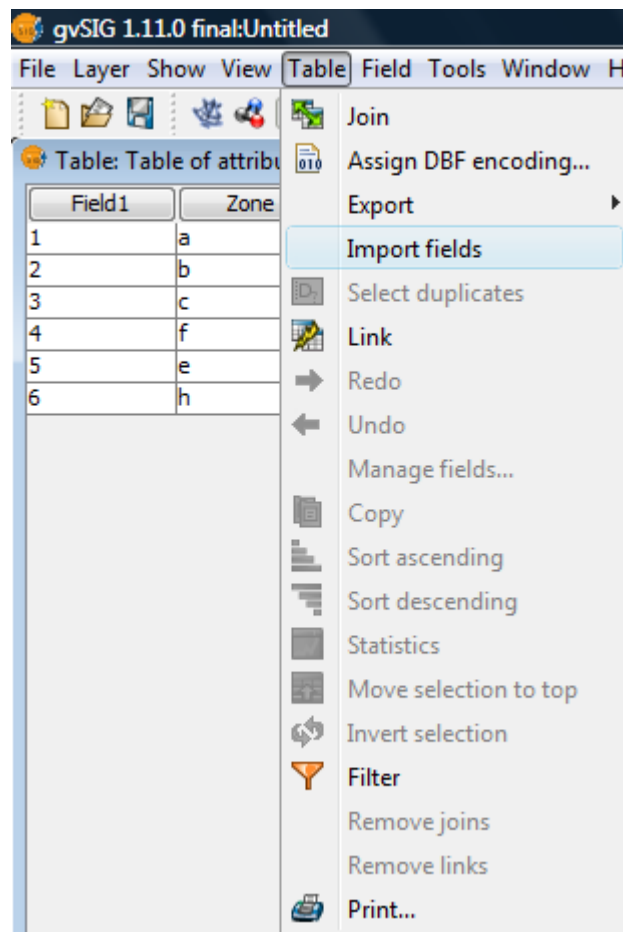 gvSIG 1.11.0 final:Untitled
File Layer Show View Table Field Tools Window H
Table: Table of attribu
Field1 Zone
1 a
2 b
3 c
4 f
5 e
6 h
Join
Assign DBF encoding...
Export
Import fields
Select duplicates
Link
Redo
Undo
Manage fields...
Copy
Sort ascending
Sort descending
Statistics
Move selection to top
Invert selection
Filter
Remove joins
Remove links
Print...